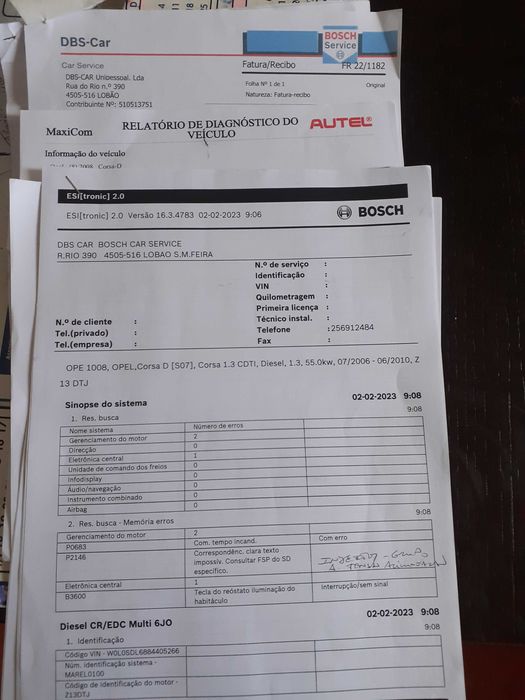 DBS-Car
BOSCH
Service
Car Service
Fatura/Recibo
FR 22/1182
DBS-CAR Unipessoal. Lda
Rua do Rio n.º 390
4505-516 LOBÃO
Contribuinte Nº: 510513751
Folha Nº 1 de 1
Original
Natureza: Fatura-recibo
MaxiCom
RELATÓRIO DE DIAGNÓSTICO DO
VEÍCULO
AUTEL®
Informação do veículo
Corsa-D
ESI[tronic] 2.0
ESI[tronic] 2.0 Versão 16.3.4783 02-02-2023 9:06
BOSCH
DBS CAR BOSCH CAR SERVICE
R.RIO 390 4505-516 LOBAO S.M.FEIRA
N.º de serviço :
Identificação :
VIN :
Quilometragem :
Primeira licença :
N.º de cliente :
Técnico instal. :
Tel.(privado) :
Telefone :256912484
Tel.(empresa) :
Fax :
OPE 1008, OPEL,Corsa D [S07], Corsa 1.3 CDTI, Diesel, 1.3, 55.0kw, 07/2006 - 06/2010, Z
13 DTJ
Sinopse do sistema
02-02-2023 9:08
1. Res. busca
9:08
Nome sistema Número de erros
Gerenciamento do motor 2
Direcção 0
Eletrónica central 1
Unidade de comando dos freios 0
Infodisplay 0
Audio/navegação 0
Instrumento combinado 0
Airbag 0
2. Res. busca - Memória erros
9:08
Gerenciamento do motor 2
P0683 Com. tempo incand. Com erro
P2146 Correspondênc. clara texto
impossív. Consultar FSP do SD
específico.
Eletrónica central 1
B3600 Tecla do reóstato iluminação do
habitáculo
Interrupção/sem sinal
Diesel CR/EDC Multi 6JO
02-02-2023 9:08
1. Identificação
9:08
Código VIN - W0L0SDL6884405266
Núm. identificação sistema -
MAREL0100
Código de identificação do motor -
213DTJ